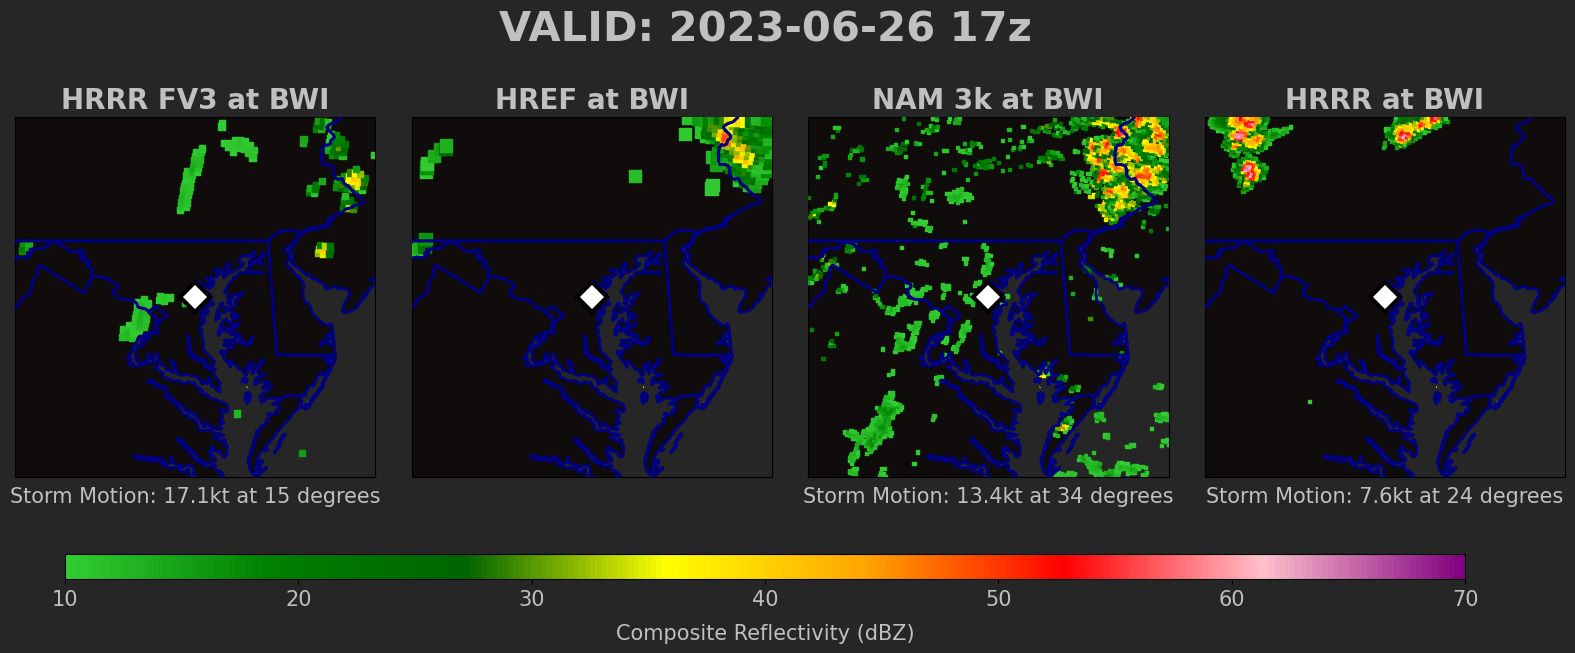 VALID: 2023-06-26 17z
HRRR FV3 at BWI
HREF at BWI
NAM 3k at BWI
HRRR at BWI
Storm Motion: 17.1kt at 15 degrees
Storm Motion: 13.4kt at 34 degrees
Storm Motion: 7.6kt at 24 degrees
10 20 30 40 50 60 70
Composite Reflectivity (dBZ)